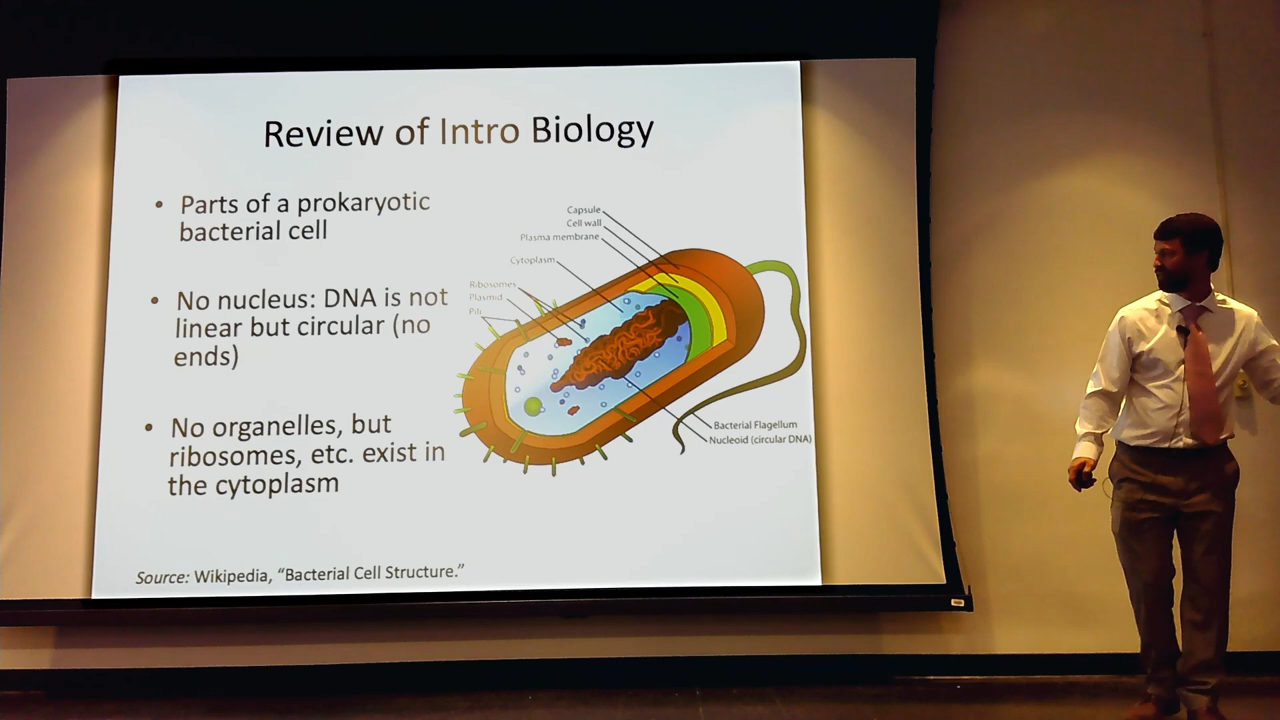 Review of Intro Biology
• Parts of a prokaryotic
bacterial cell
• No nucleus: DNA is not
linear but circular (no
ends)
• No organelles, but
ribosomes, etc. exist in
the cytoplasm
Capsule
Cell wall
Plasma membrane
Cytoplasm
Ribosomes
Plasmid
Pili
Bacterial Flagellum
Nucleoid (circular DNA)
Source: Wikipedia, “Bacterial Cell Structure.”